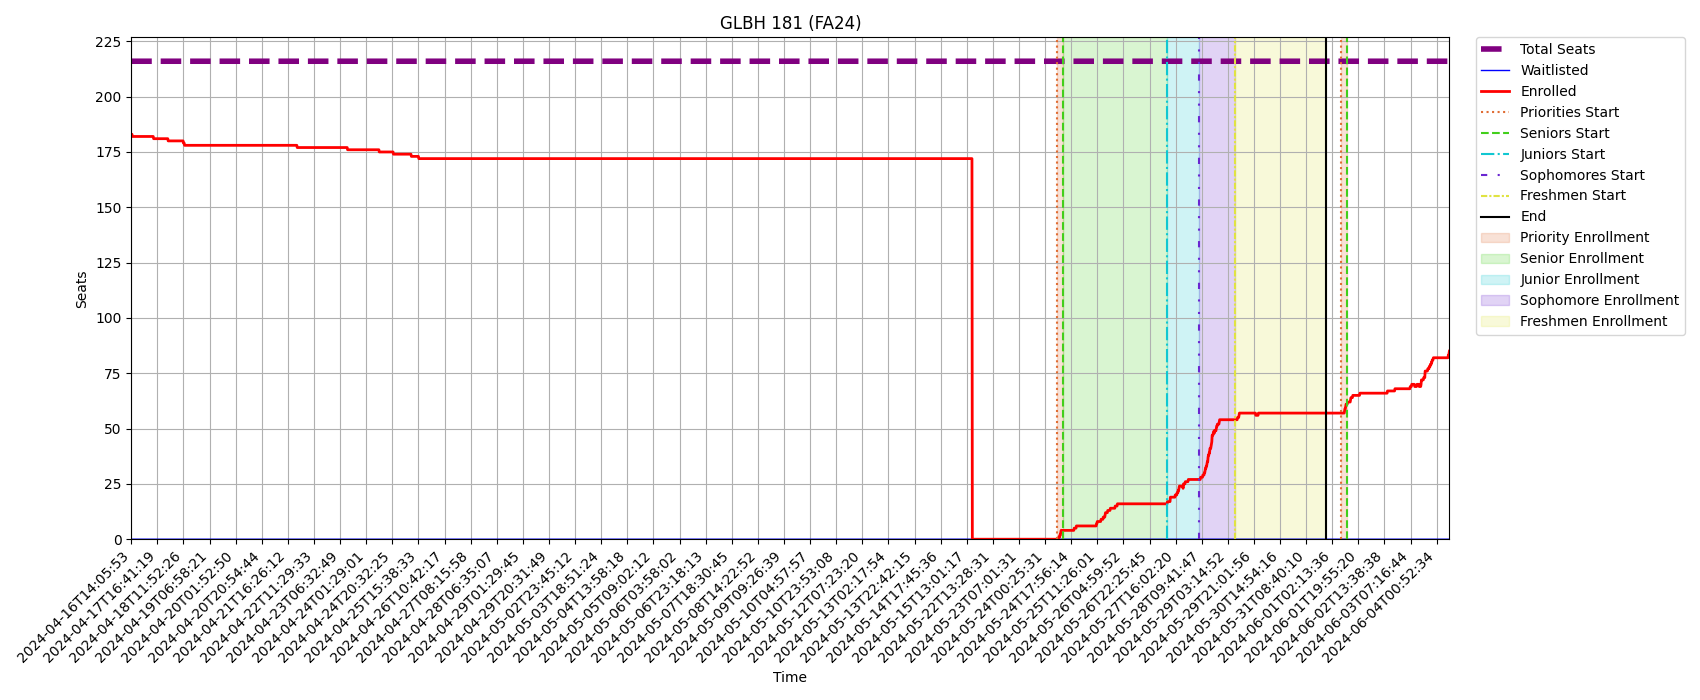 GLBH 181 (FA24)
Seats
225
200
175
150
125
100
75
50
25
0
2024-04-16T14:05:53
2024-04-17T16:41:19
2024-04-18T11:52:26
2024-04-19T06:58:21
2024-04-20T01:52:50
2024-04-20T20:54:44
2024-04-21T16:26:12
2024-04-22T11:29:33
2024-04-23T06:32:49
2024-04-24T01:29:01
2024-04-24T20:32:25
2024-04-25T15:38:33
2024-04-26T10:42:17
2024-04-27T08:15:58
2024-04-28T06:35:07
2024-04-29T01:29:45
2024-04-29T20:31:49
2024-05-02T23:45:12
2024-05-03T18:51:24
2024-05-04T13:58:18
2024-05-05T09:02:12
2024-05-06T03:58:02
2024-05-06T23:18:13
2024-05-07T18:30:45
2024-05-08T14:22:52
2024-05-09T09:26:39
2024-05-10T04:57:57
2024-05-10T23:53:08
2024-05-12T07:23:20
2024-05-13T02:17:54
2024-05-13T22:42:15
2024-05-14T17:45:36
2024-05-15T13:01:17
2024-05-22T13:28:31
2024-05-23T07:01:31
2024-05-24T00:25:31
2024-05-24T17:56:14
2024-05-25T11:26:01
2024-05-26T04:59:52
2024-05-26T22:25:45
2024-05-27T16:02:20
2024-05-28T09:41:47
2024-05-29T03:14:52
2024-05-29T21:01:56
2024-05-30T14:54:16
2024-05-31T08:40:10
2024-06-01T02:13:36
2024-06-01T19:55:20
2024-06-02T13:38:38
2024-06-03T07:16:44
2024-06-04T00:52:34
Time
Total Seats
Waitlisted
Enrolled
Priorities Start
Seniors Start
Juniors Start
Sophomores Start
Freshmen Start
End
Priority Enrollment
Senior Enrollment
Junior Enrollment
Sophomore Enrollment
Freshmen Enrollment